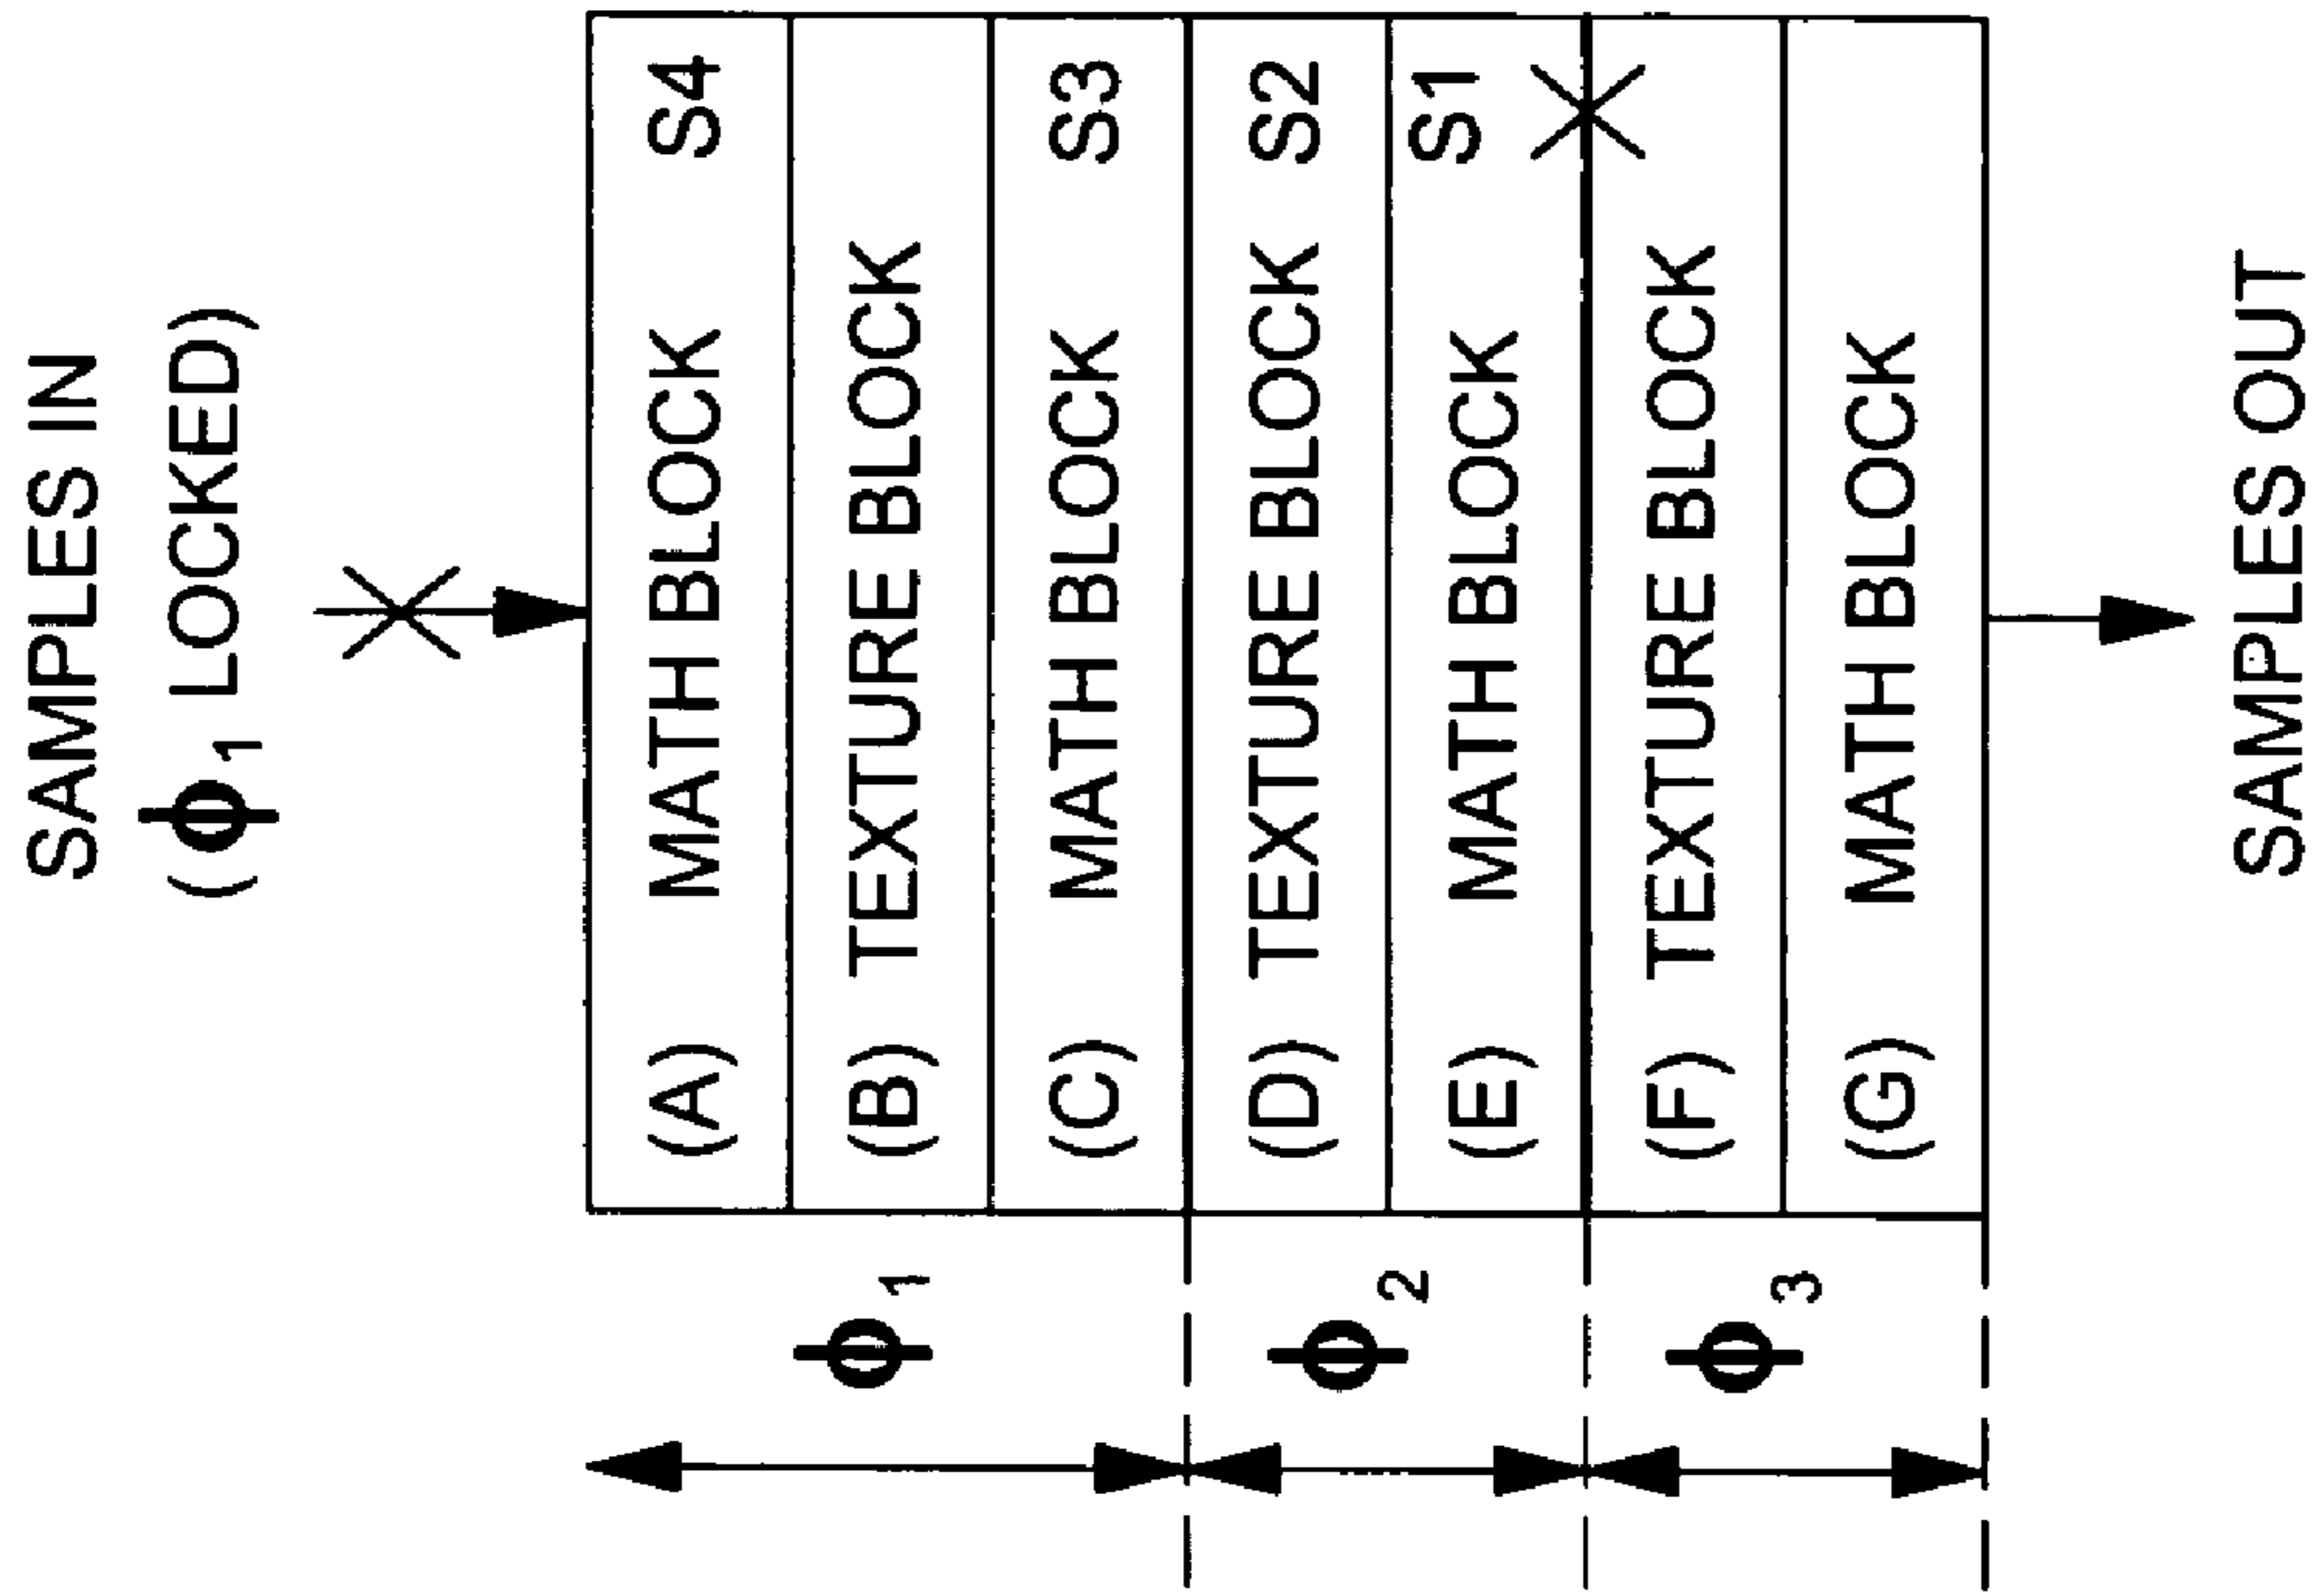 SAMPLES IN
(ϕ1 LOCKED)
(A) MATH BLOCK S4
(B) TEXTURE BLOCK
(C) MATH BLOCK S3
(D) TEXTURE BLOCK S2
(E) MATH BLOCK S1
(F) TEXTURE BLOCK
(G) MATH BLOCK
ϕ1
ϕ2
ϕ3
SAMPLES OUT